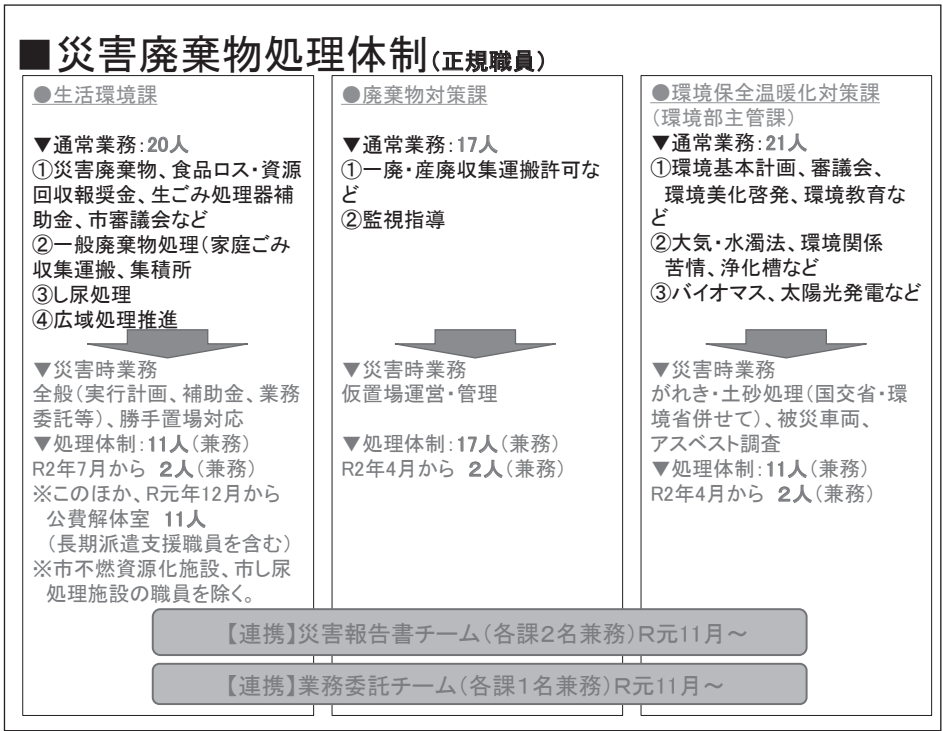 ■災害廃棄物処理体制(正規職員)
●生活環境課
▼通常業務:20人
①災害廃棄物、食品ロス・資源
回収報奨金、生ごみ処理器補
助金、市審議会など
②一般廃棄物処理(家庭ごみ
収集運搬、集積所
③し尿処理
④広域処理推進
▼災害時業務
全般(実行計画、補助金、業務
委託等)、勝手置場対応
▼処理体制:11人(兼務)
R2年7月から 2人(兼務)
※このほか、R元年12月から
公費解体室 11人
(長期派遣支援職員を含む)
※市不燃資源化施設、市し尿
処理施設の職員を除く。
●廃棄物対策課
▼通常業務:17人
①一廃・産廃収集運搬許可な
ど
②監視指導
▼災害時業務
仮置場運営・管理
▼処理体制:17人(兼務)
R2年4月から 2人(兼務)
●環境保全温暖化対策課
(環境部主管課)
▼通常業務:21人
①環境基本計画、審議会、
環境美化啓発、環境教育な
ど
②大気・水濁法、環境関係
苦情、浄化槽など
③バイオマス、太陽光発電など
▼災害時業務
がれき・土砂処理(国交省・環
境省併せて)、被災車両、
アスベスト調査
▼処理体制:11人(兼務)
R2年4月から 2人(兼務)
【連携】災害報告書チーム(各課2名兼務)R元11月～
【連携】業務委託チーム(各課1名兼務)R元11月～